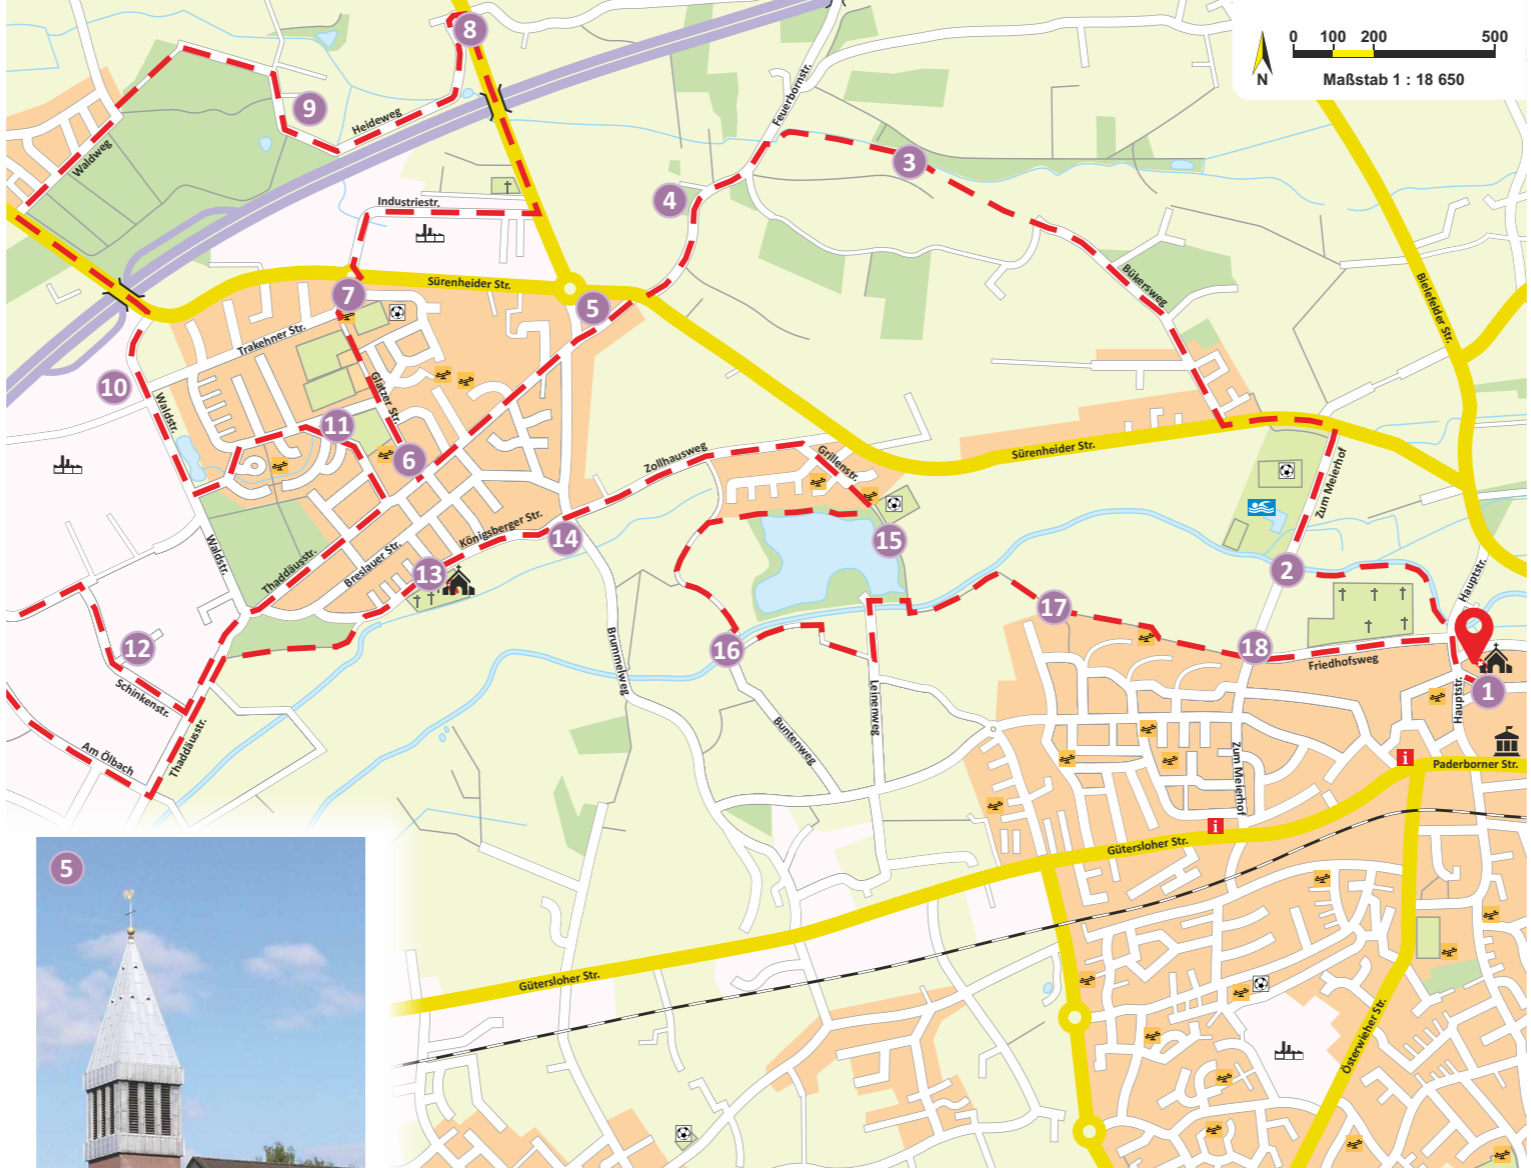 8
0 100 200 500
N
Maßstab 1 : 18 650
Feuerbornstr.
9
Heideweg
Waldweg
3
4
Industriestr.
Sürenheider Str.
7
5
Bükersweg
Bielefelder Str.
Trakehner Str.
10
Glatzer Str.
Waldstr.
11
6
Zollhausweg
Grillenstr.
Sürenheider Str.
Zum Meierhof
Königsberger Str.
14
15
Waldstr.
Thaddäusstr.
Breslauer Str.
13
2
Hauptstr.
17
12
Brummelweg
16
18
Friedhofsweg
Schinkenstr.
Leinenweg
Hauptstr.
1
Thaddäusstr.
Am Ölbach
Buntenweg
Zum Meierhof
i
Paderborner Str.
i
Gütersloher Str.
5
Gütersloher Str.
Österwieher Str.